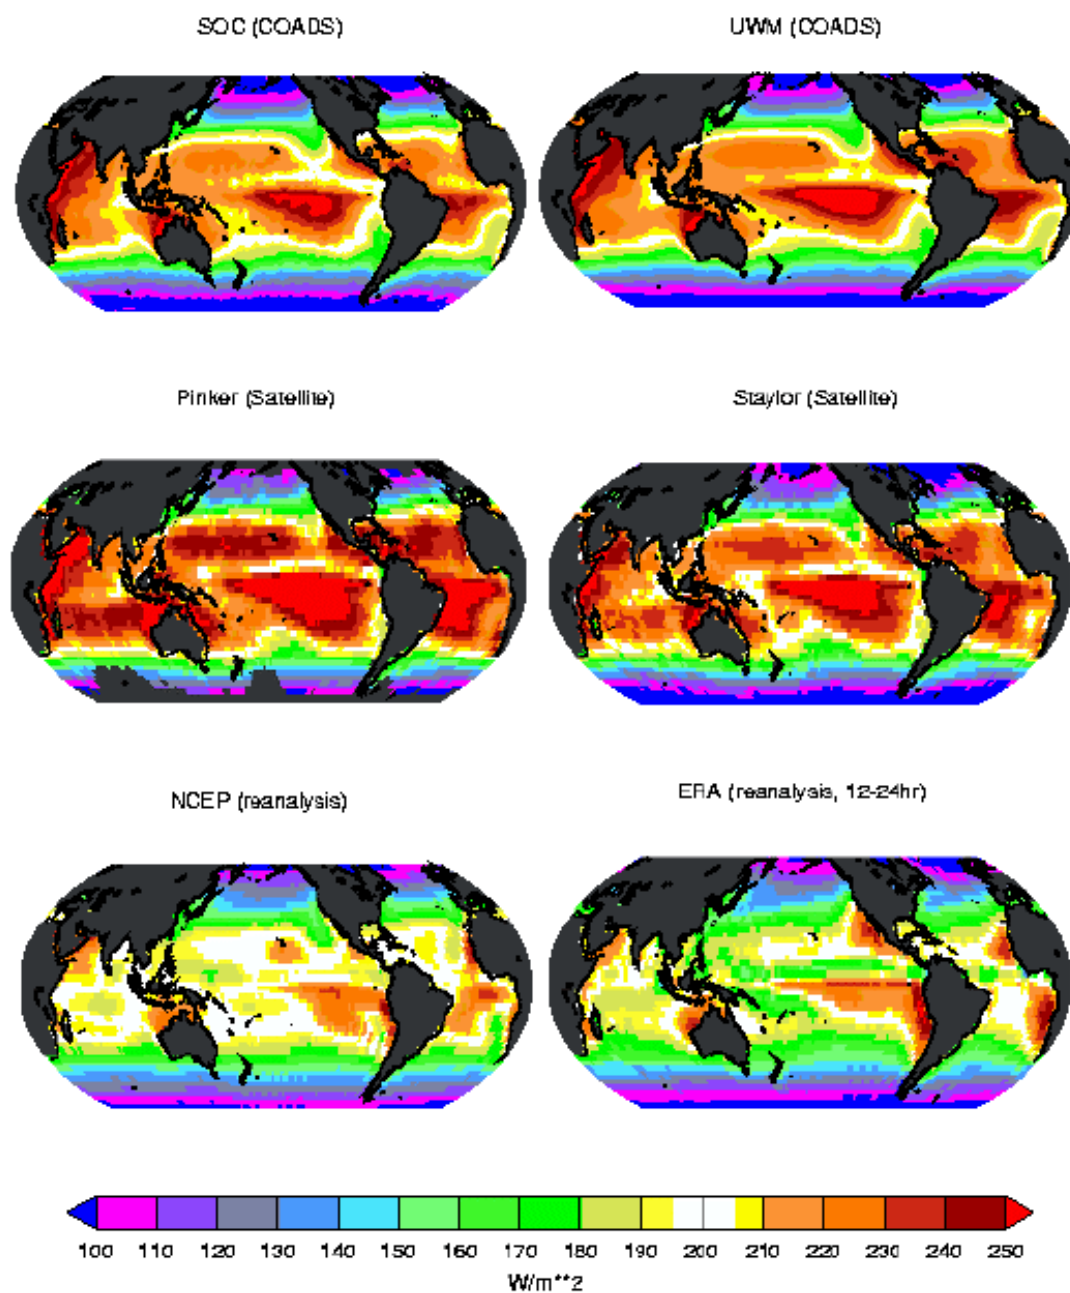 SOC (COADS)
UWM (COADS)
Pinker (Satellite)
Staylor (Satellite)
NCEP (reanalysis)
ERA (reanalysis, 12-24hr)
100 110 120 130 140 150 160 170 180 190 200 210 220 230 240 250
W/m**2